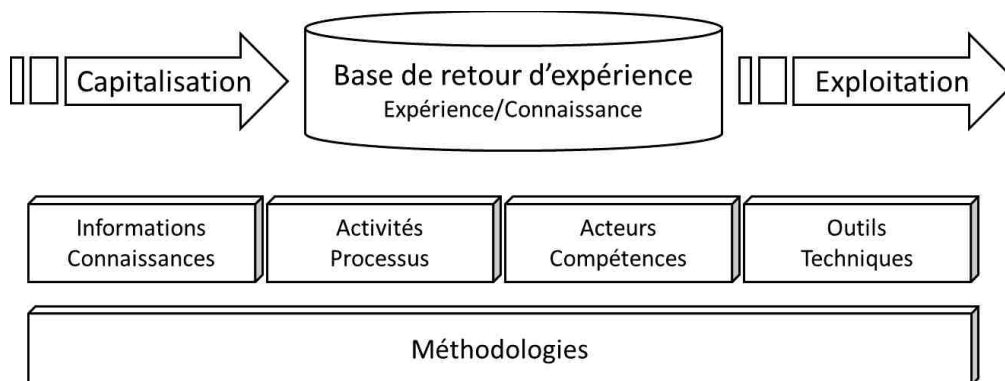 Capitalisation
Base de retour d'expérience
Expérience/Connaissance
Exploitation
Informations
Connaissances
Activités
Processus
Acteurs
Compétences
Outils
Techniques
Méthodologies